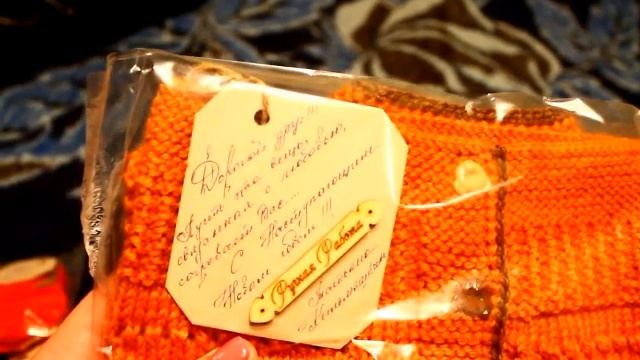 Дорогой друг!!!
Пусть эта вещь,
связанная с любовью,
согревает Вас...
С Наступающим
Новым годом!!!
Ручная Работа